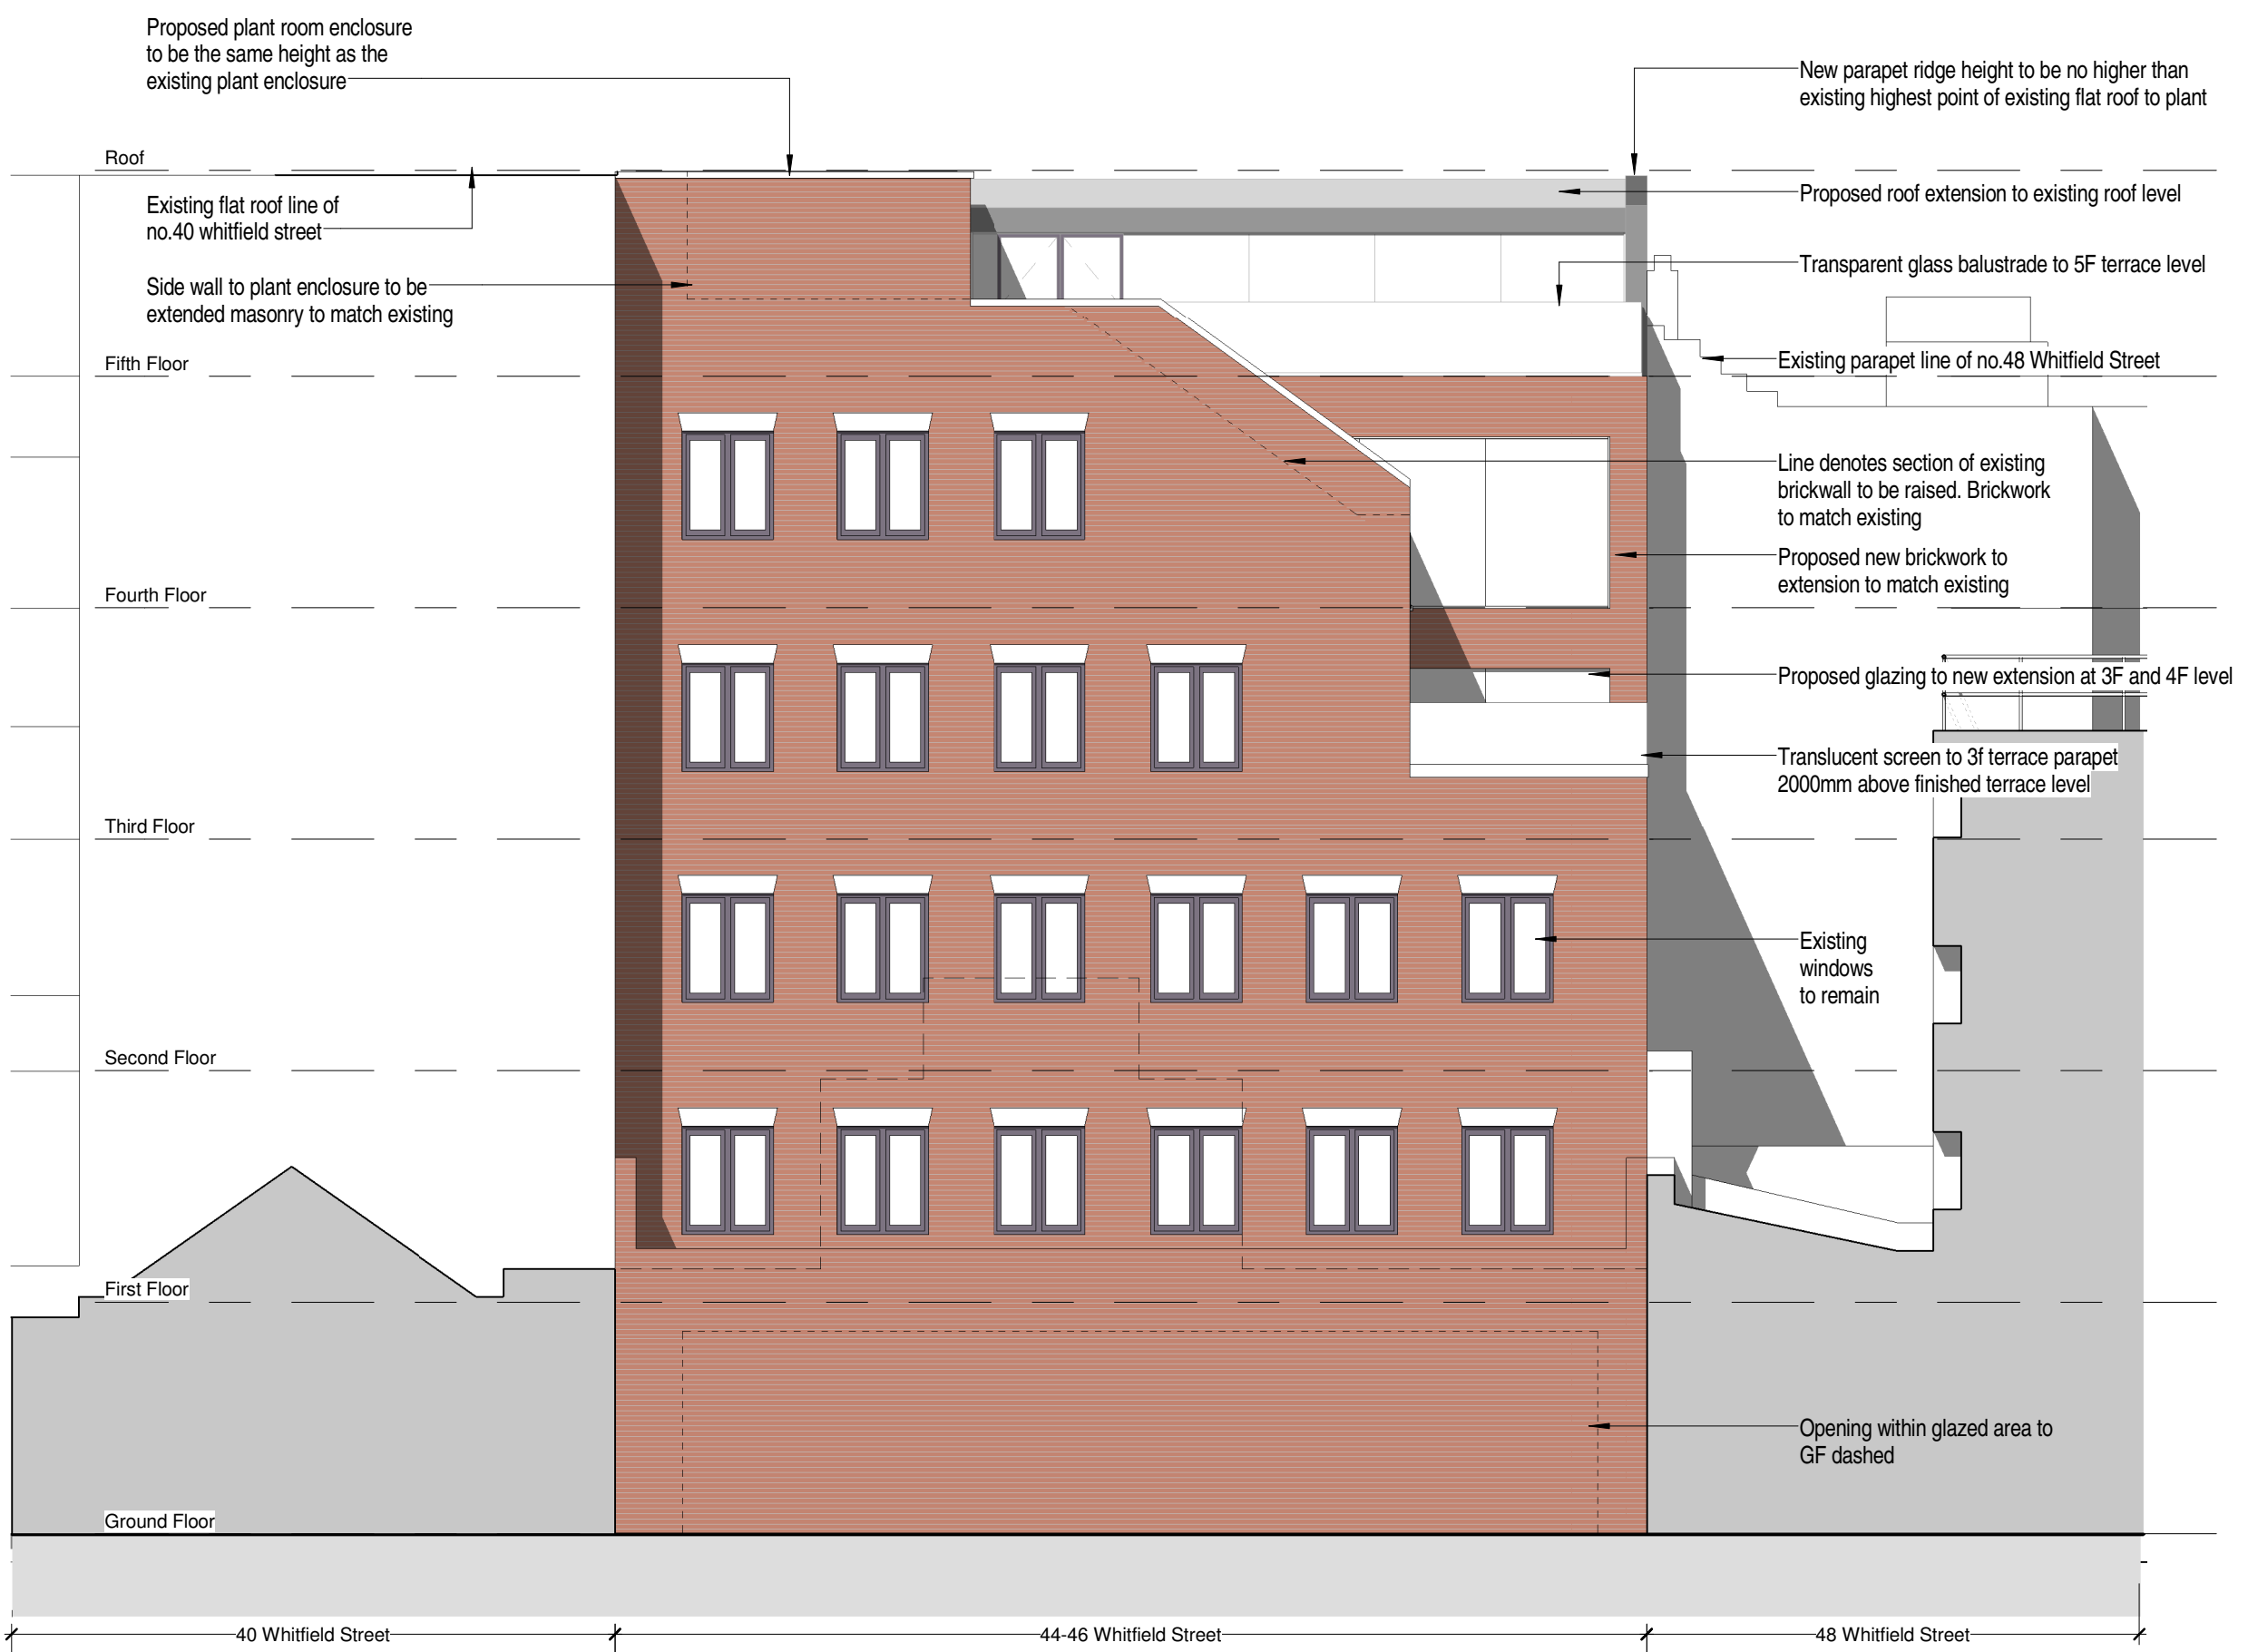 Proposed plant room enclosure
to be the same height as the
existing plant enclosure
New parapet ridge height to be no higher than
existing highest point of existing flat roof to plant
Roof
Existing flat roof line of
no.40 whitfield street
Proposed roof extension to existing roof level
Side wall to plant enclosure to be
extended masonry to match existing
Transparent glass balustrade to 5F terrace level
Fifth Floor
Existing parapet line of no.48 Whitfield Street
Line denotes section of existing
brickwall to be raised. Brickwork
to match existing
Proposed new brickwork to
extension to match existing
Fourth Floor
Proposed glazing to new extension at 3F and 4F level
Translucent screen to 3f terrace parapet
2000mm above finished terrace level
Third Floor
Existing
windows
to remain
Second Floor
First Floor
Opening within glazed area to
GF dashed
Ground Floor
40 Whitfield Street
44-46 Whitfield Street
48 Whitfield Street